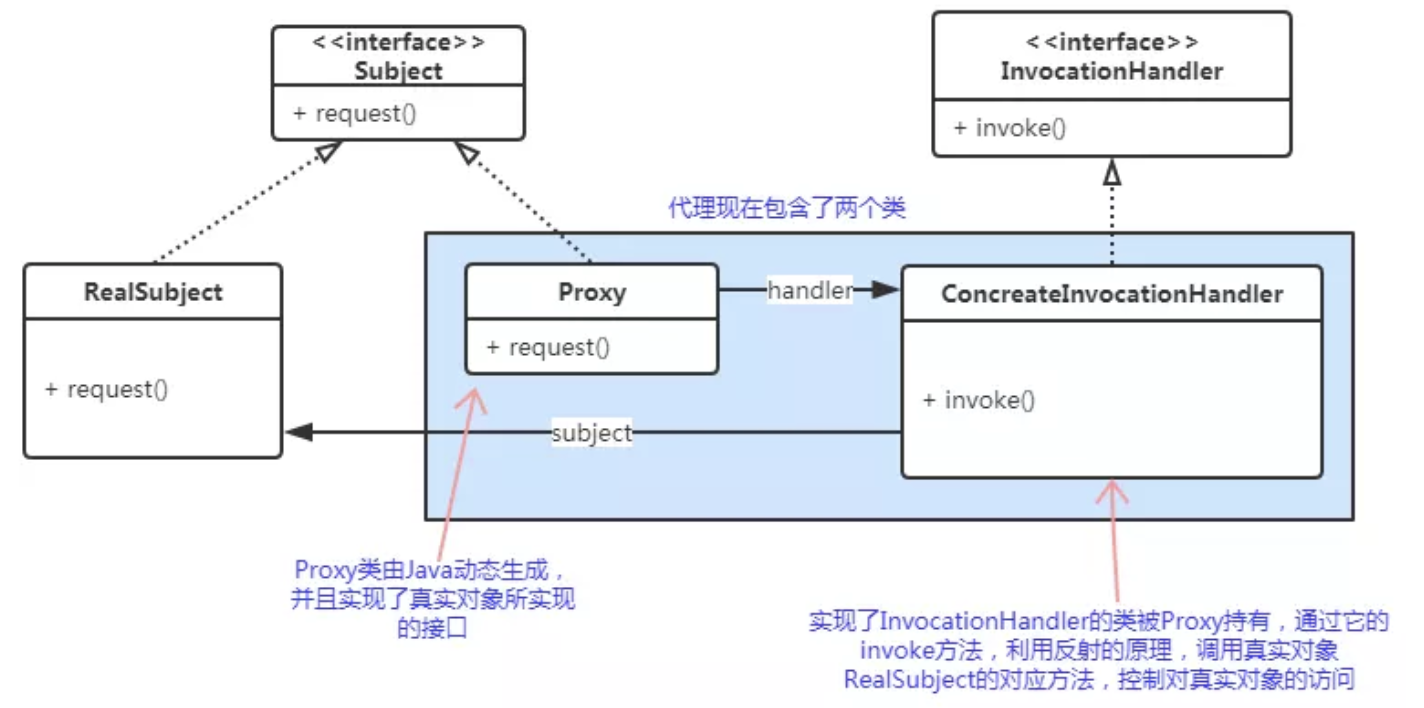 <<interface>>
Subject
+ request()
<<interface>>
InvocationHandler
+ invoke()
代理现在包含了两个类
RealSubject
+ request()
Proxy
+ request()
handler
ConcreateInvocationHandler
+ invoke()
subject
Proxy类由Java动态生成，
并且实现了真实对象所实现
的接口
实现了InvocationHandler的类被Proxy持有，通过它的
invoke方法，利用反射的原理，调用真实对象
RealSubject的对应方法，控制对真实对象的访问